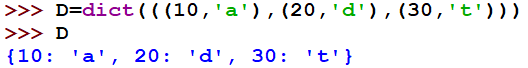 >>> D=dict(((10,'a'),(20,'d'),(30,'t')))
>>> D
{10: 'a', 20: 'd', 30: 't'}